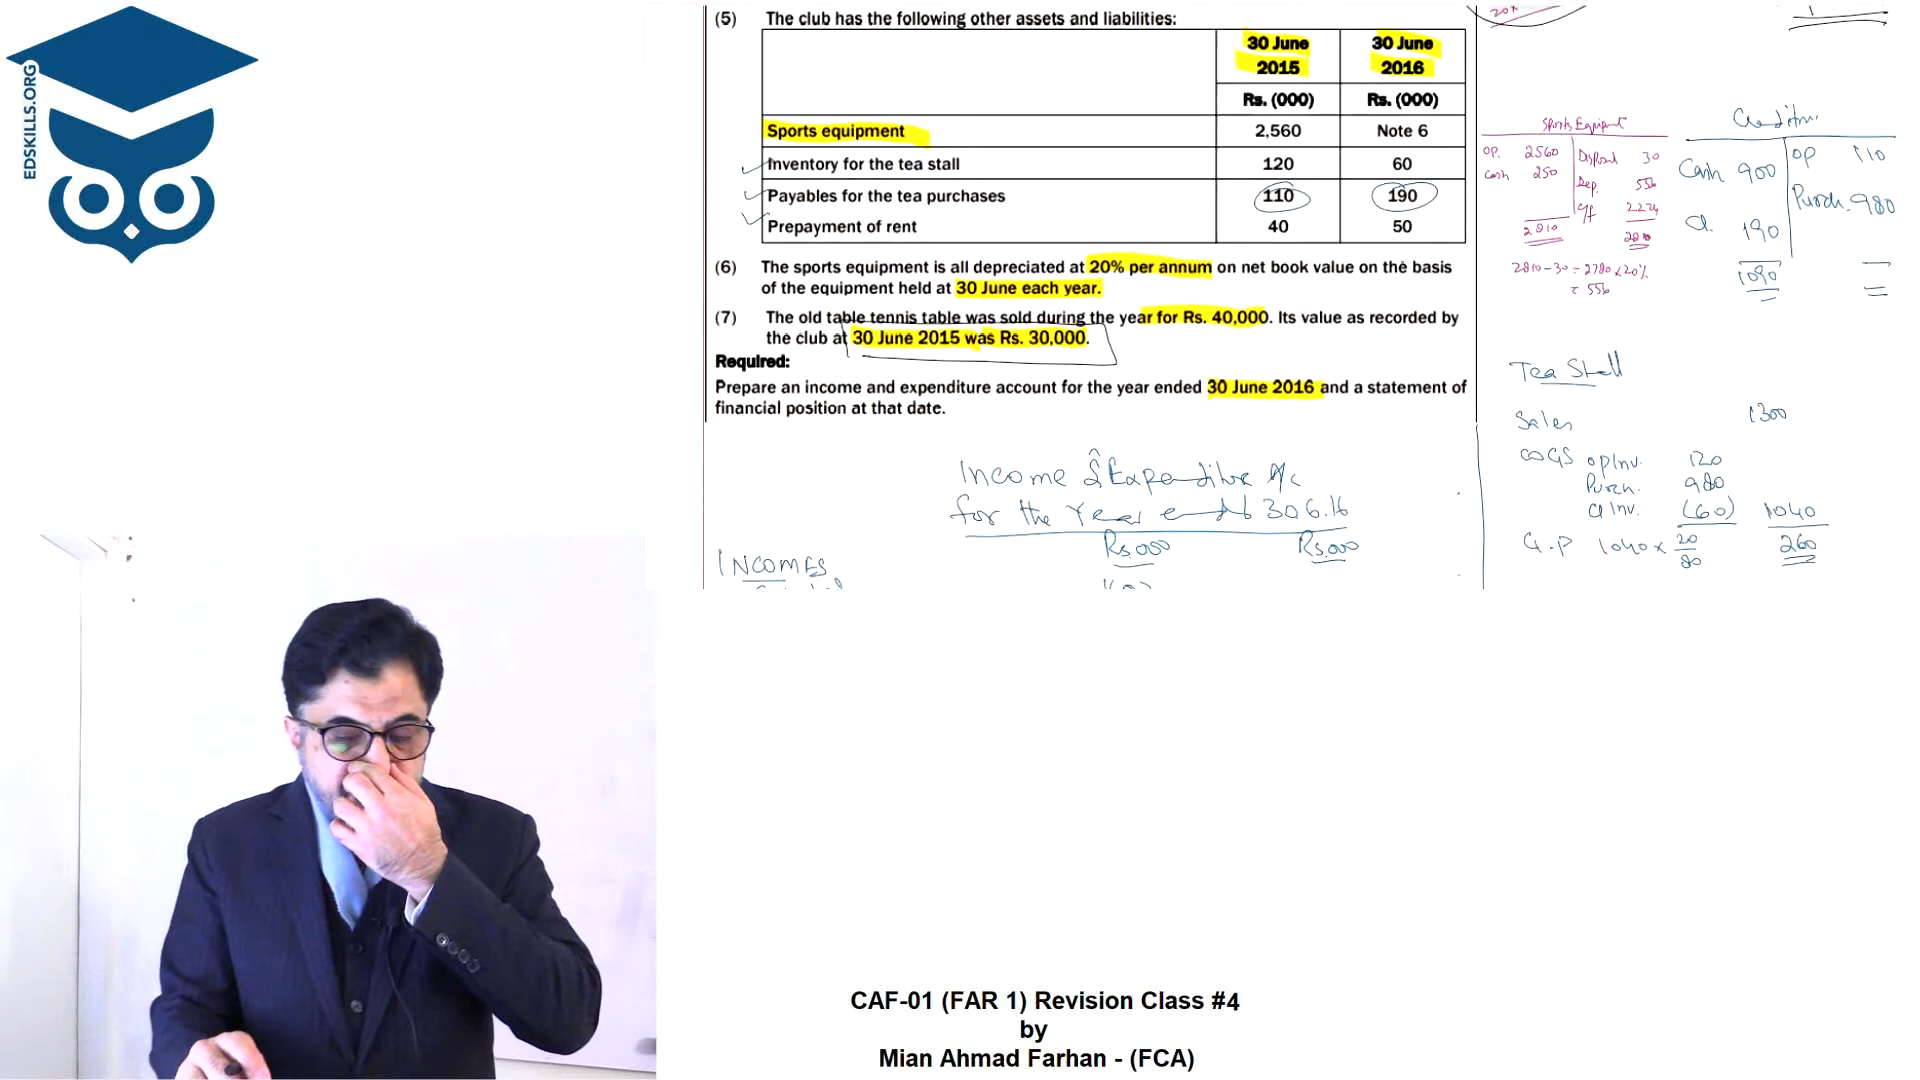 EDSKILLS.ORG
(5) The club has the following other assets and liabilities:
30 June 2015
30 June 2016
Rs. (000) Rs. (000)
Sports equipment 2,560 Note 6
Inventory for the tea stall 120 60
Payables for the tea purchases 110 190
Prepayment of rent 40 50
(6) The sports equipment is all depreciated at 20% per annum on net book value on the basis
of the equipment held at 30 June each year.
(7) The old table tennis table was sold during the year for Rs. 40,000. Its value as recorded by
the club at 30 June 2015 was Rs. 30,000.
Required:
Prepare an income and expenditure account for the year ended 30 June 2016 and a statement of
financial position at that date.
Income & Expenditure A/c
for the Year ended 30.6.16
Rs.000 Rs.000
INCOMES
Sports Equipment
OP. 2560 Disposal 30
Cash 250 Dep. 556
c/f 2224
2810 2810
2810-30 = 2780 x 20%
= 556
Creditors
Cash 900 OP 110
Cl. 190 Purch. 980
1090
Tea Stall
Sales 1300
COGS Op Inv. 120
Purch. 980
Cl Inv. (60) 1040
G.P 1040 x 20/80 260
CAF-01 (FAR 1) Revision Class #4
by
Mian Ahmad Farhan - (FCA)